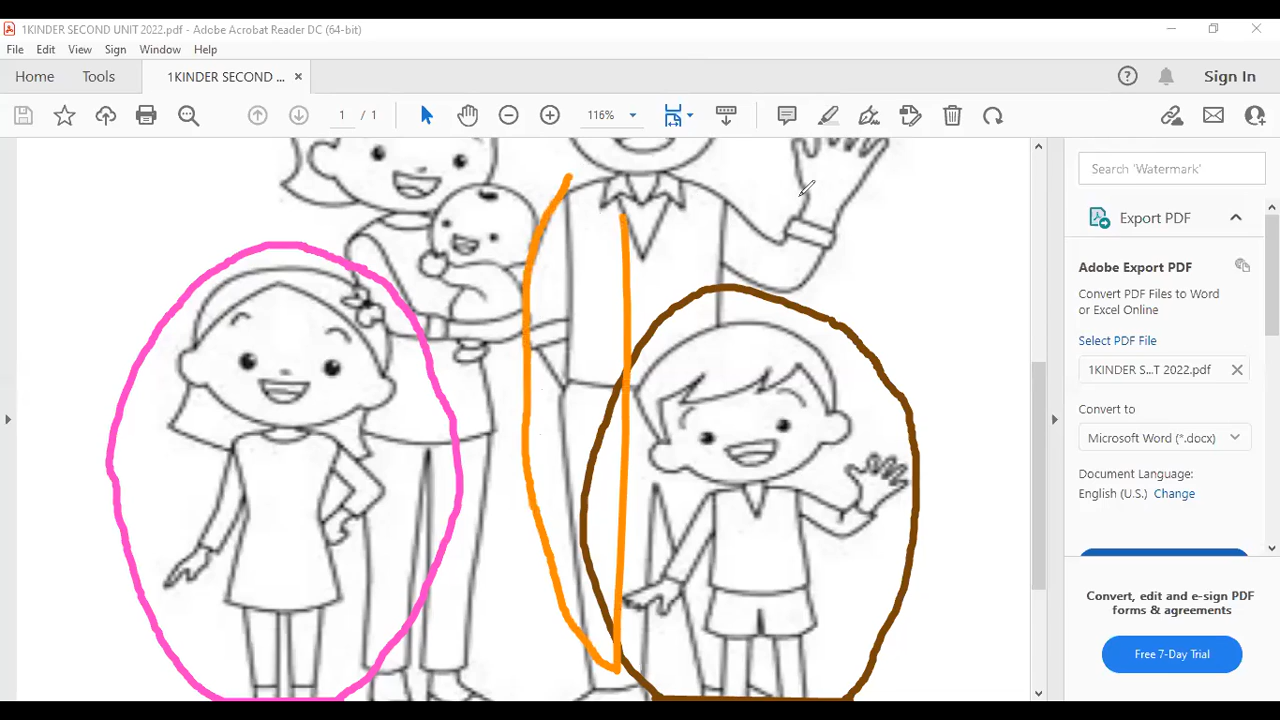 1KINDER SECOND UNIT 2022.pdf - Adobe Acrobat Reader DC (64-bit)
File Edit View Sign Window Help
Home Tools 1KINDER SECOND ... × Sign In
1 / 1 116%
Search 'Watermark'
Export PDF
Adobe Export PDF
Convert PDF Files to Word
or Excel Online
Select PDF File
1KINDER S...T 2022.pdf
Convert to
Microsoft Word (*.docx)
Document Language:
English (U.S.) Change
Convert, edit and e-sign PDF
forms & agreements
Free 7-Day Trial